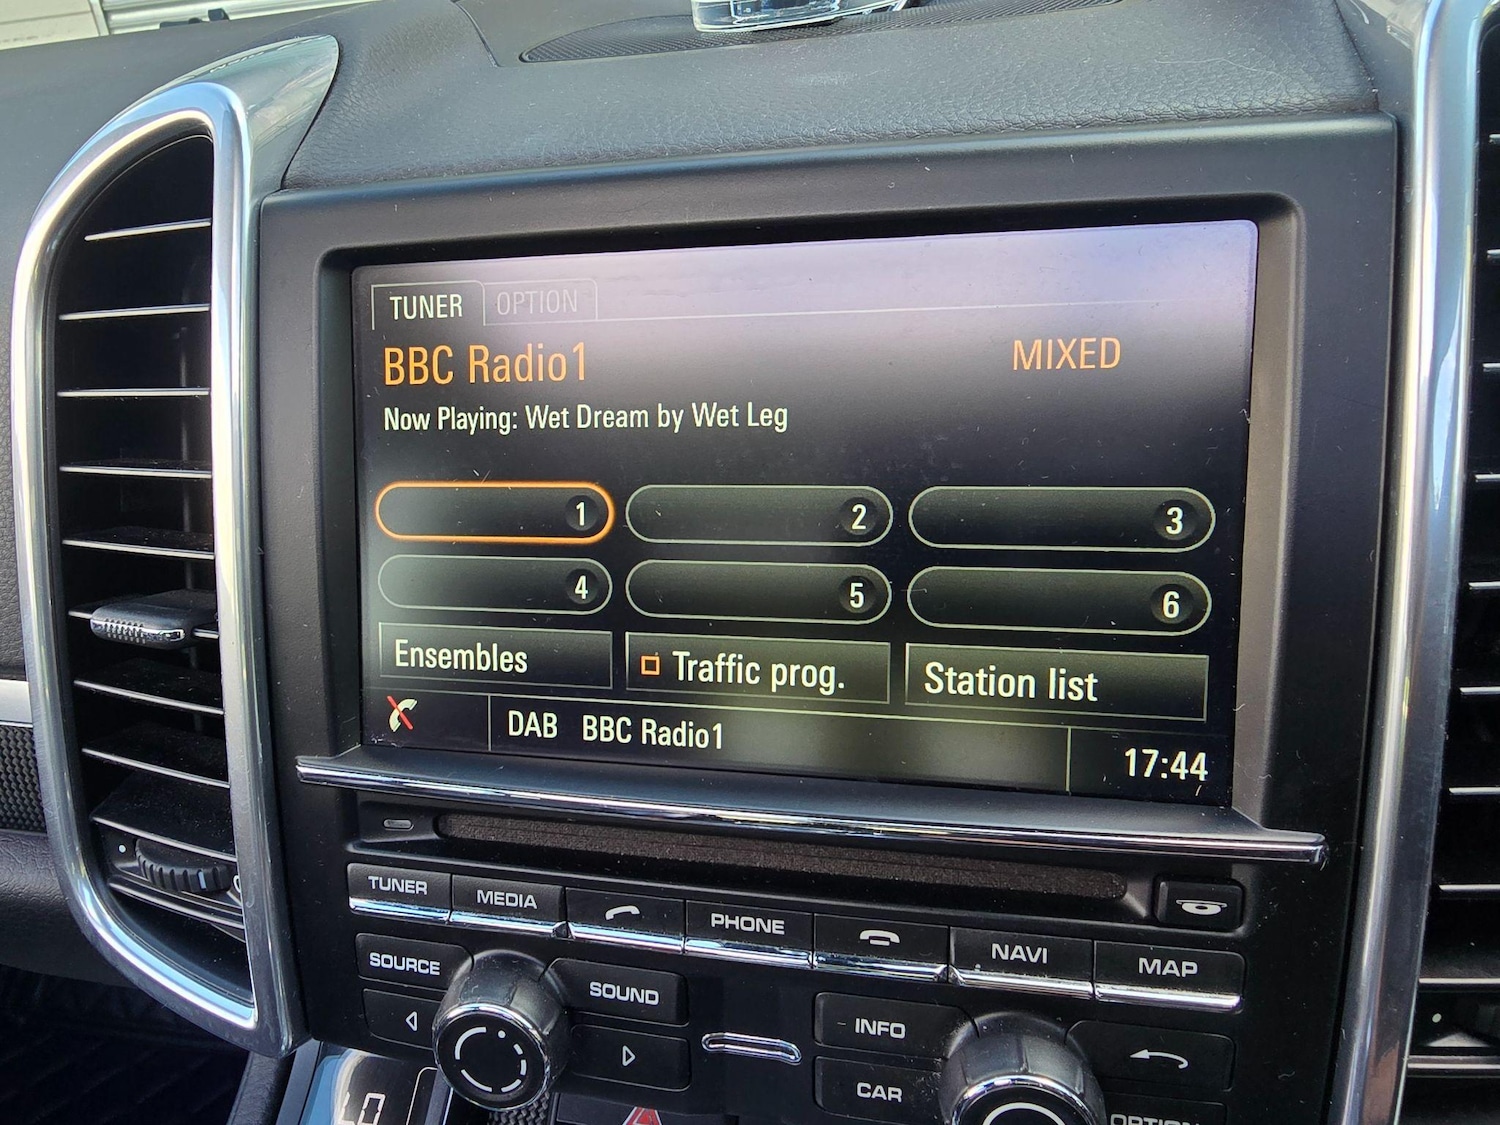 TUNER OPTION
BBC Radio1 MIXED
Now Playing: Wet Dream by Wet Leg
1 2 3
4 5 6
Ensembles Traffic prog. Station list
DAB BBC Radio1 17:44
TUNER MEDIA PHONE NAVI MAP
SOURCE SOUND INFO
CAR OPTION